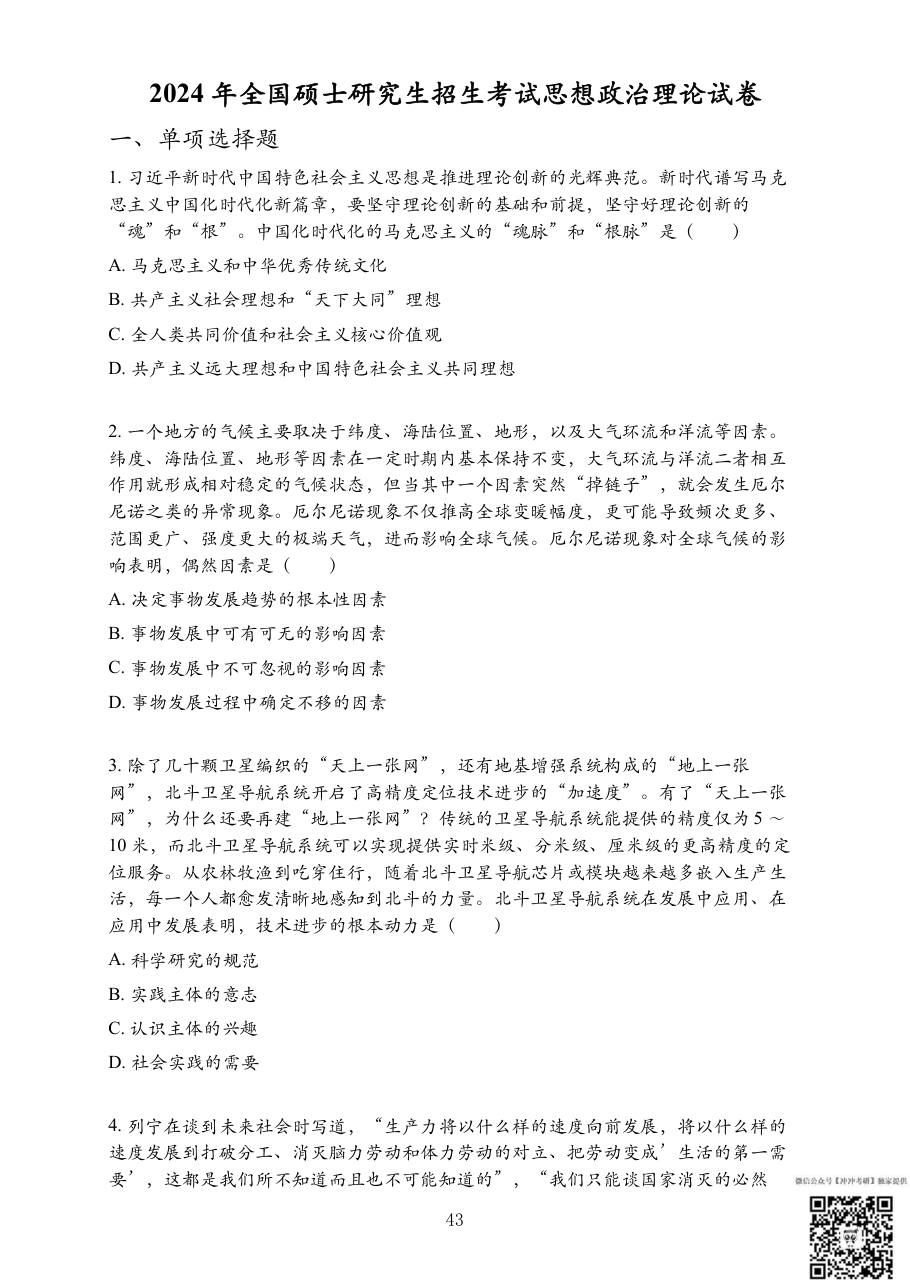 2024 年全国硕士研究生招生考试思想政治理论试卷
一、单项选择题
1. 习近平新时代中国特色社会主义思想是推进理论创新的光辉典范。新时代谱写马克
思主义中国化时代化新篇章，要坚守理论创新的基础和前提，坚守好理论创新的
“魂”和“根”。中国化时代化的马克思主义的“魂脉”和“根脉”是（　　）
A. 马克思主义和中华优秀传统文化
B. 共产主义社会理想和“天下大同”理想
C. 全人类共同价值和社会主义核心价值观
D. 共产主义远大理想和中国特色社会主义共同理想
2. 一个地方的气候主要取决于纬度、海陆位置、地形，以及大气环流和洋流等因素。
纬度、海陆位置、地形等因素在一定时期内基本保持不变，大气环流与洋流二者相互
作用就形成相对稳定的气候状态，但当其中一个因素突然“掉链子”，就会发生厄尔
尼诺之类的异常现象。厄尔尼诺现象不仅推高全球变暖幅度，更可能导致频次更多、
范围更广、强度更大的极端天气，进而影响全球气候。厄尔尼诺现象对全球气候的影
响表明，偶然因素是（　　）
A. 决定事物发展趋势的根本性因素
B. 事物发展中可有可无的影响因素
C. 事物发展中不可忽视的影响因素
D. 事物发展过程中确定不移的因素
3. 除了几十颗卫星编织的“天上一张网”，还有地基增强系统构成的“地上一张
网”，北斗卫星导航系统开启了高精度定位技术进步的“加速度”。有了“天上一张
网”，为什么还要再建“地上一张网”？传统的卫星导航系统能提供的精度仅为 5 ～
10 米，而北斗卫星导航系统可以实现提供实时米级、分米级、厘米级的更高精度的定
位服务。从农林牧渔到吃穿住行，随着北斗卫星导航芯片或模块越来越多嵌入生产生
活，每一个人都愈发清晰地感知到北斗的力量。北斗卫星导航系统在发展中应用、在
应用中发展表明，技术进步的根本动力是（　　）
A. 科学研究的规范
B. 实践主体的意志
C. 认识主体的兴趣
D. 社会实践的需要
4. 列宁在谈到未来社会时写道，“生产力将以什么样的速度向前发展，将以什么样的
速度发展到打破分工、消灭脑力劳动和体力劳动的对立、把劳动变成’生活的第一需
要’，这都是我们所不知道而且也不可能知道的”，“我们只能谈国家消灭的必然
微信公众号【冲冲考研】独家提供
43